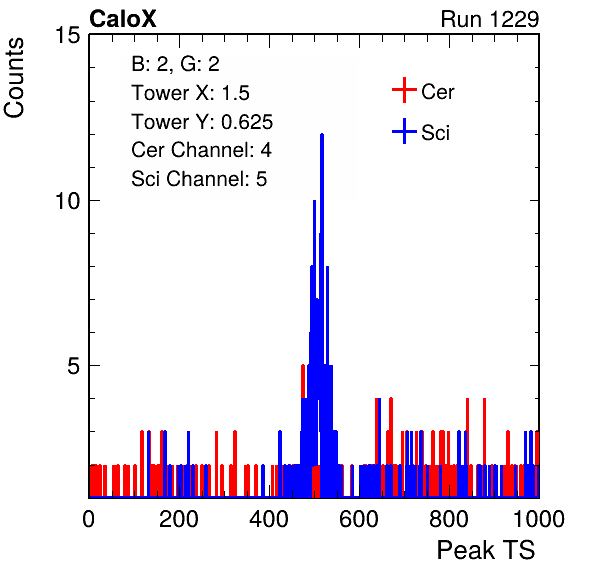 CaloX Run 1229
B: 2, G: 2
Tower X: 1.5
Tower Y: 0.625
Cer Channel: 4
Sci Channel: 5
Cer
Sci
Counts
15
10
5
0 200 400 600 800 1000
Peak TS